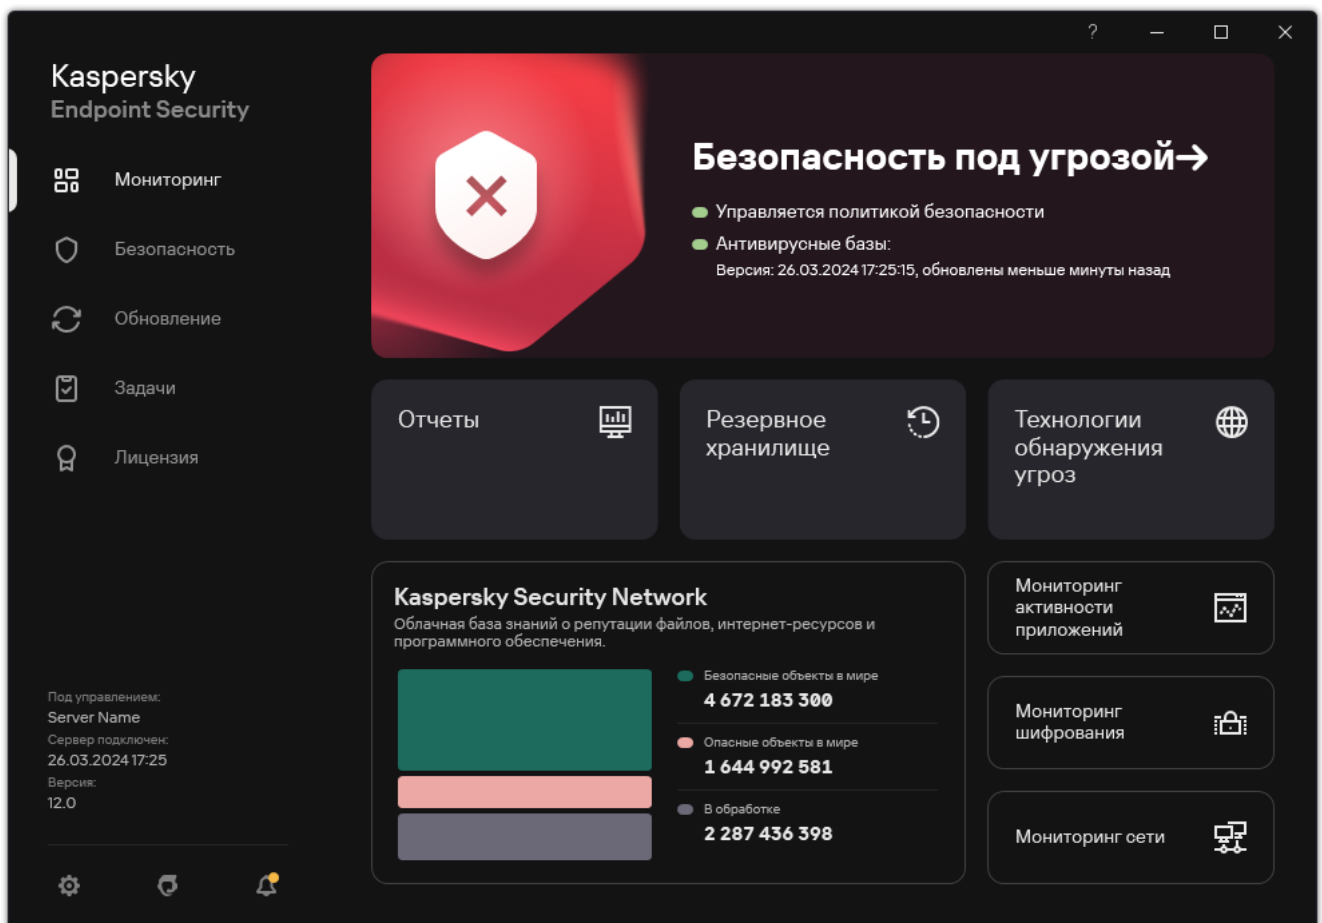 ?
Kaspersky
Endpoint Security
Мониторинг
Безопасность
Обновление
Задачи
Лицензия
Под управлением:
Server Name
Сервер подключен:
26.03.2024 17:25
Версия:
12.0
Безопасность под угрозой→
Управляется политикой безопасности
Антивирусные базы:
Версия: 26.03.2024 17:25:15, обновлены меньше минуты назад
Отчеты
Резервное
хранилище
Технологии
обнаружения
угроз
Kaspersky Security Network
Облачная база знаний о репутации файлов, интернет-ресурсов и
программного обеспечения.
Безопасные объекты в мире
4 672 183 300
Опасные объекты в мире
1 644 992 581
В обработке
2 287 436 398
Мониторинг
активности
приложений
Мониторинг
шифрования
Мониторинг сети